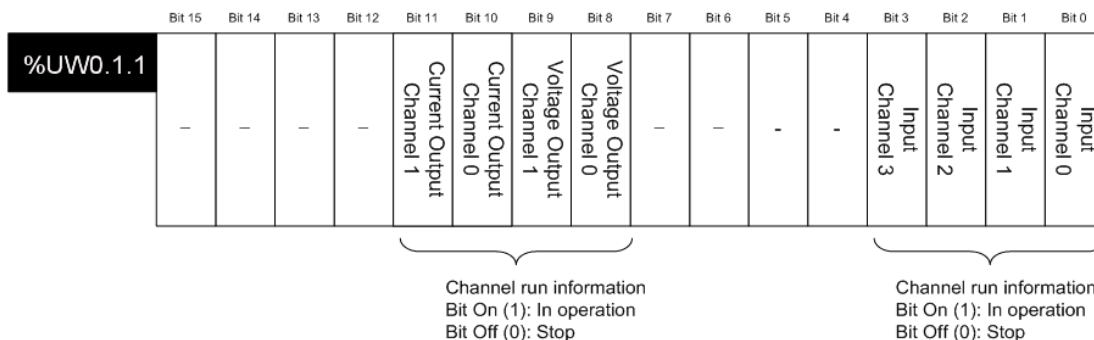 Bit 15 Bit 14 Bit 13 Bit 12 Bit 11 Bit 10 Bit 9 Bit 8 Bit 7 Bit 6 Bit 5 Bit 4 Bit 3 Bit 2 Bit 1 Bit 0
%UW0.1.1
–
–
–
–
Current Output
Channel 1
Current Output
Channel 0
Voltage Output
Channel 1
Voltage Output
Channel 0
–
–
-
-
Input
Channel 3
Input
Channel 2
Input
Channel 1
Input
Channel 0
Channel run information
Bit On (1): In operation
Bit Off (0): Stop
Channel run information
Bit On (1): In operation
Bit Off (0): Stop